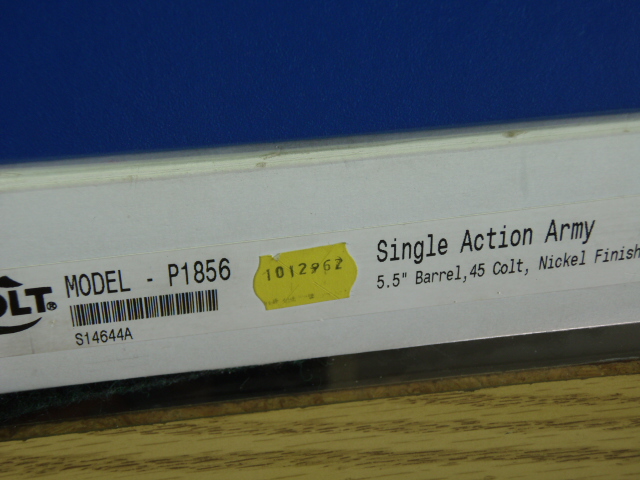 OLT®
MODEL - P1856
S14644A
1012962
Single Action Army
5.5" Barrel,45 Colt, Nickel Finish